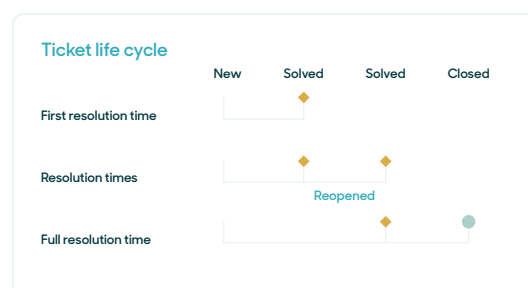 Ticket life cycle
New Solved Solved Closed
First resolution time
Resolution times
Reopened
Full resolution time